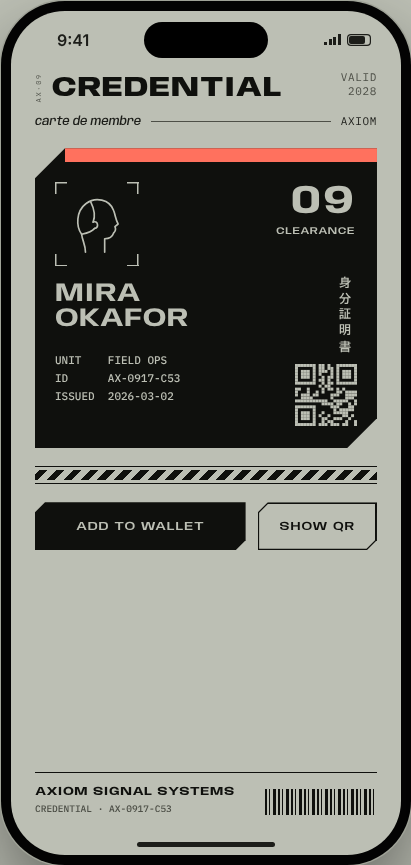 9:41
AX-09
CREDENTIAL
VALID
2028
carte de membre
AXIOM
09
CLEARANCE
MIRA
OKAFOR
身分証明書
UNIT FIELD OPS
ID AX-0917-C53
ISSUED 2026-03-02
ADD TO WALLET
SHOW QR
AXIOM SIGNAL SYSTEMS
CREDENTIAL · AX-0917-C53